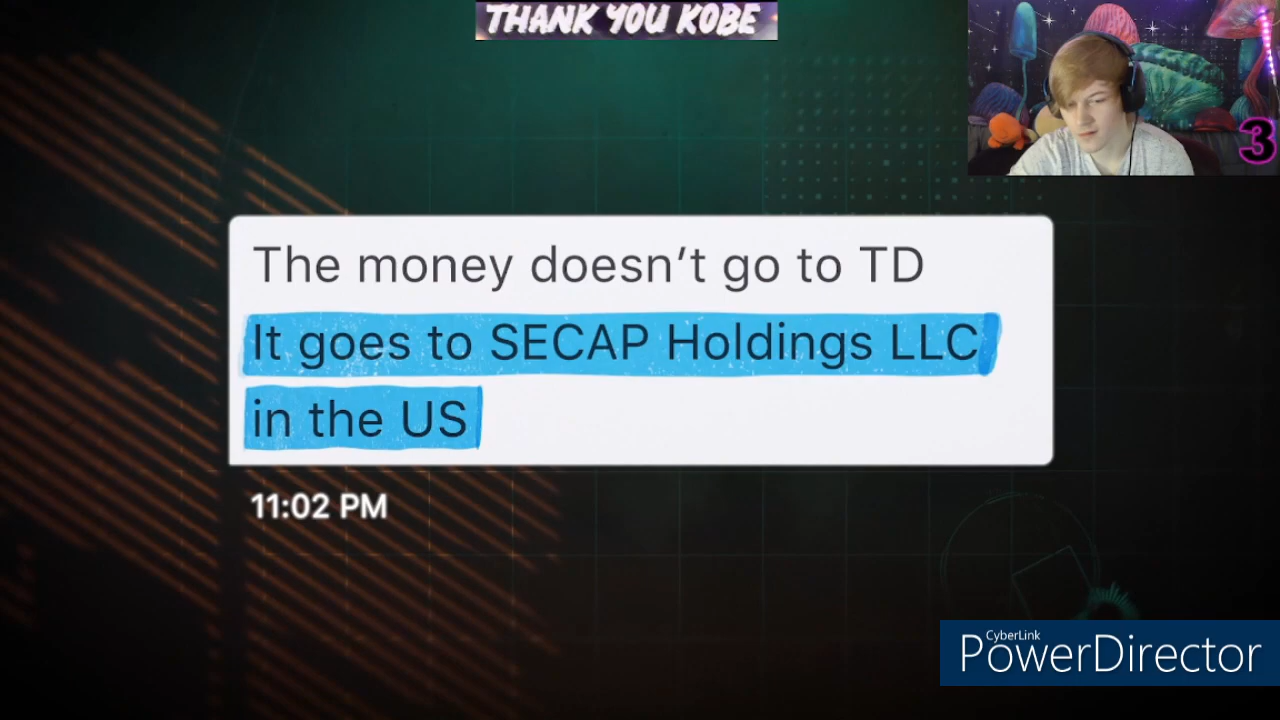 THANK YOU KOBE
3
The money doesn’t go to TD
It goes to SECAP Holdings LLC
in the US
11:02 PM
CyberLink
PowerDirector